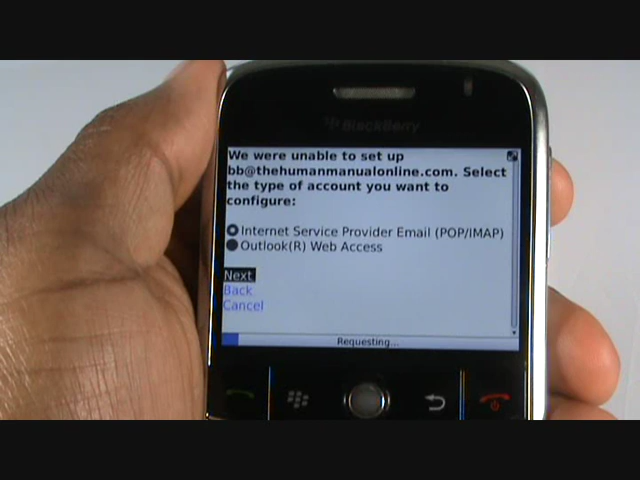 BlackBerry
We were unable to set up
bb@thehumanmanualonline.com. Select
the type of account you want to
configure:
Internet Service Provider Email (POP/IMAP)
Outlook(R) Web Access
Next
Back
Cancel
Requesting...